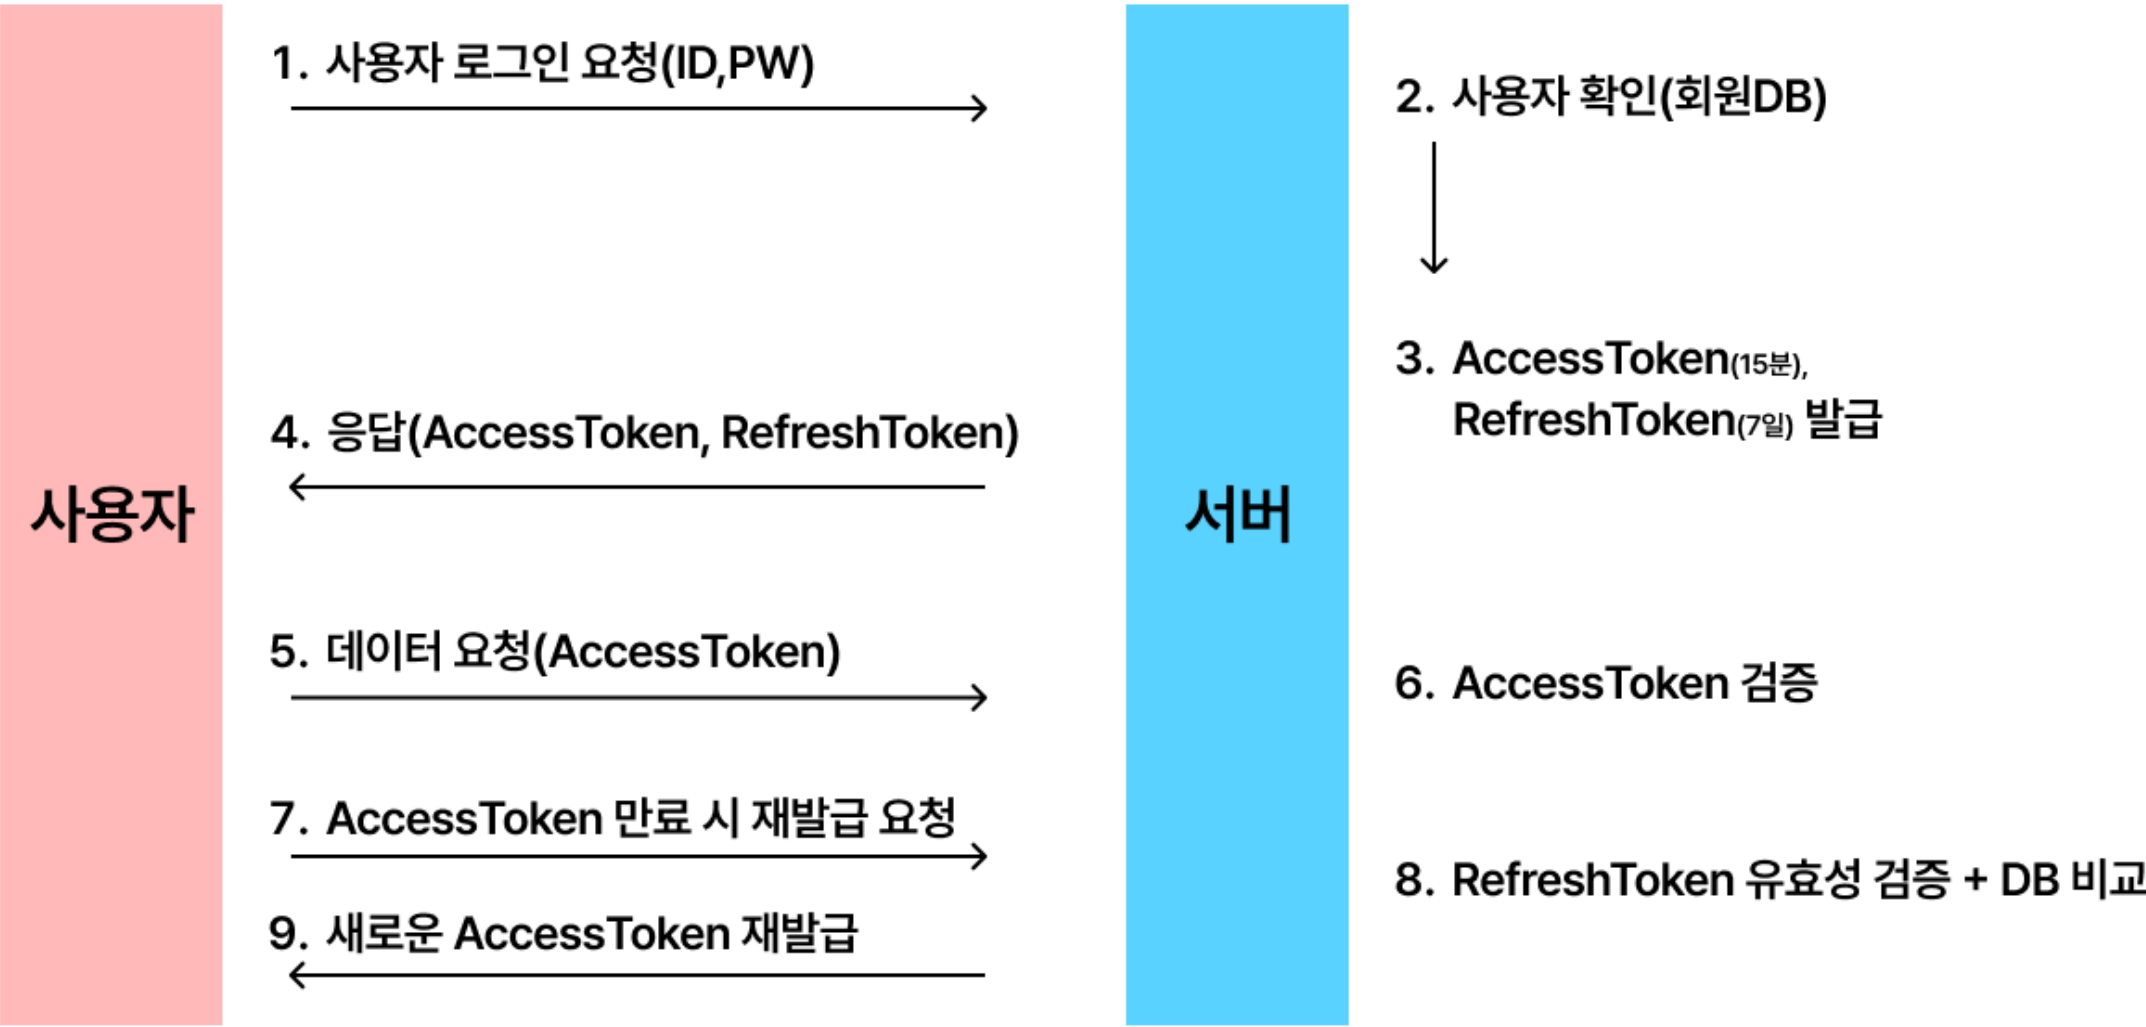 사용자
1. 사용자 로그인 요청(ID,PW)
2. 사용자 확인(회원DB)
3. AccessToken(15분),
RefreshToken(7일) 발급
4. 응답(AccessToken, RefreshToken)
서버
5. 데이터 요청(AccessToken)
6. AccessToken 검증
7. AccessToken 만료 시 재발급 요청
8. RefreshToken 유효성 검증 + DB 비교
9. 새로운 AccessToken 재발급